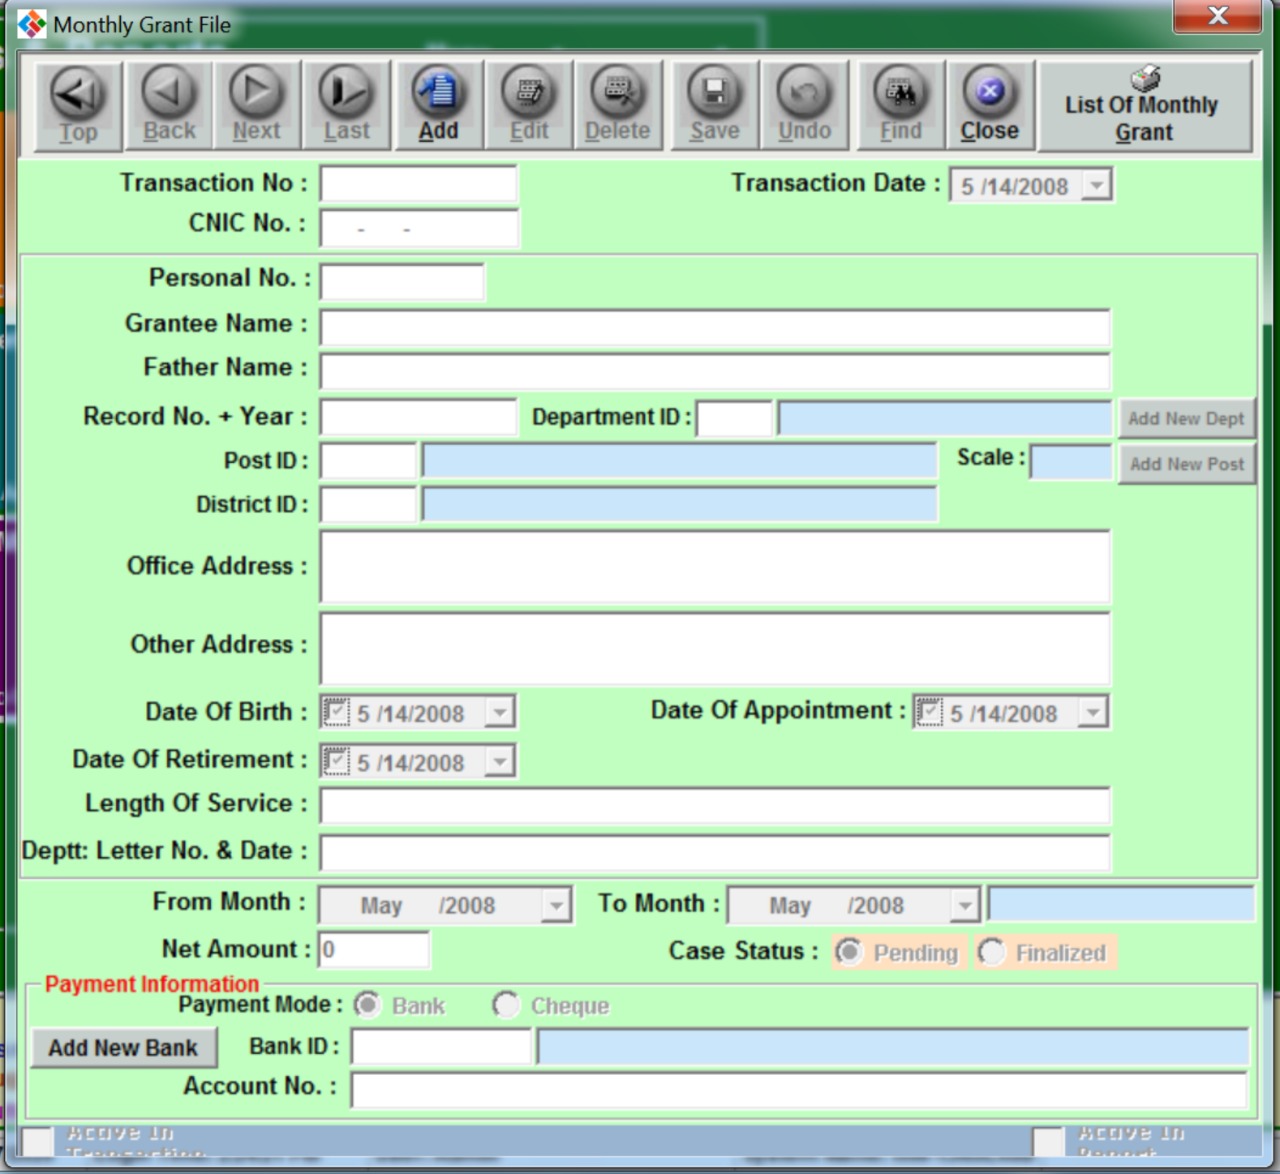 Monthly Grant File
Top Back Next Last Add Edit Delete Save Undo Find Close List Of Monthly
Grant
Transaction No : Transaction Date : 5 /14/2008
CNIC No. : - -
Personal No. :
Grantee Name :
Father Name :
Record No. + Year : Department ID : Add New Dept
Post ID : Scale : Add New Post
District ID :
Office Address :
Other Address :
Date Of Birth : 5 /14/2008 Date Of Appointment : 5 /14/2008
Date Of Retirement : 5 /14/2008
Length Of Service :
Deptt: Letter No. & Date :
From Month : May /2008 To Month : May /2008
Net Amount : 0 Case Status : Pending Finalized
Payment Information
Payment Mode : Bank Cheque
Add New Bank Bank ID :
Account No. :
Active In Active In
Transaction Report